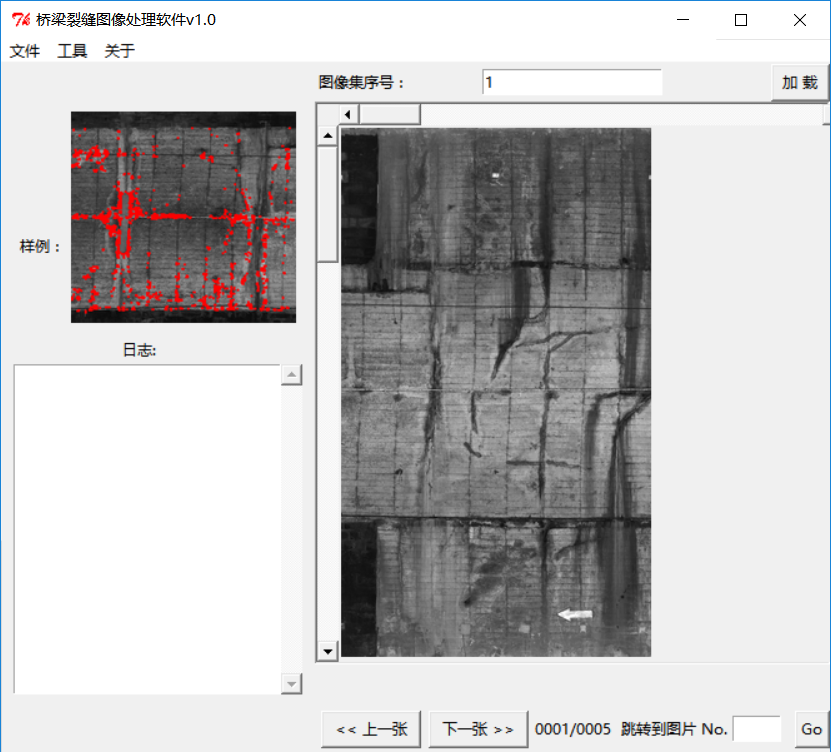 桥梁裂缝图像处理软件v1.0
文件 工具 关于
图像集序号： 1 加 载
样例：
日志:
<< 上一张 下一张 >> 0001/0005 跳转到图片 No. Go